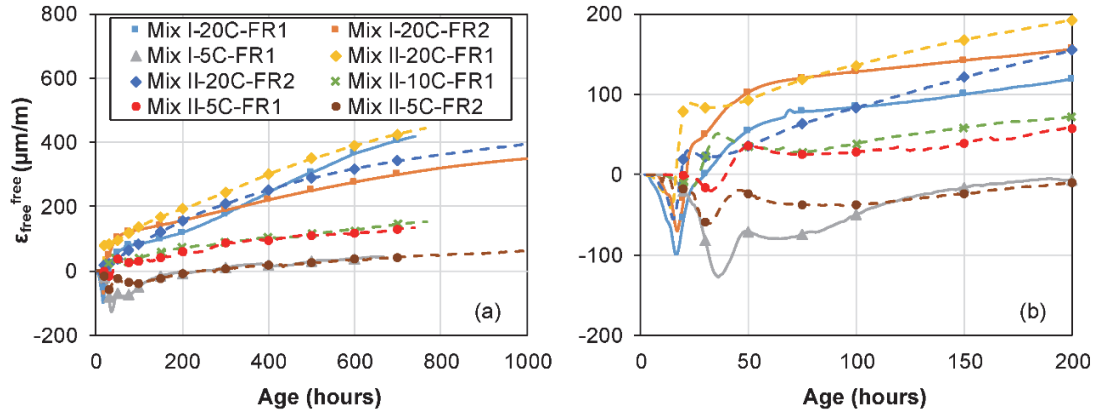 800
600
400
200
0
-200
0 200 400 600 800 1000
Age (hours)
ε_free^free (μm/m)
Mix I-20C-FR1 Mix I-20C-FR2
Mix I-5C-FR1 Mix II-20C-FR1
Mix II-20C-FR2 Mix II-10C-FR1
Mix II-5C-FR1 Mix II-5C-FR2
(a)
200
100
0
-100
-200
0 50 100 150 200
Age (hours)
(b)